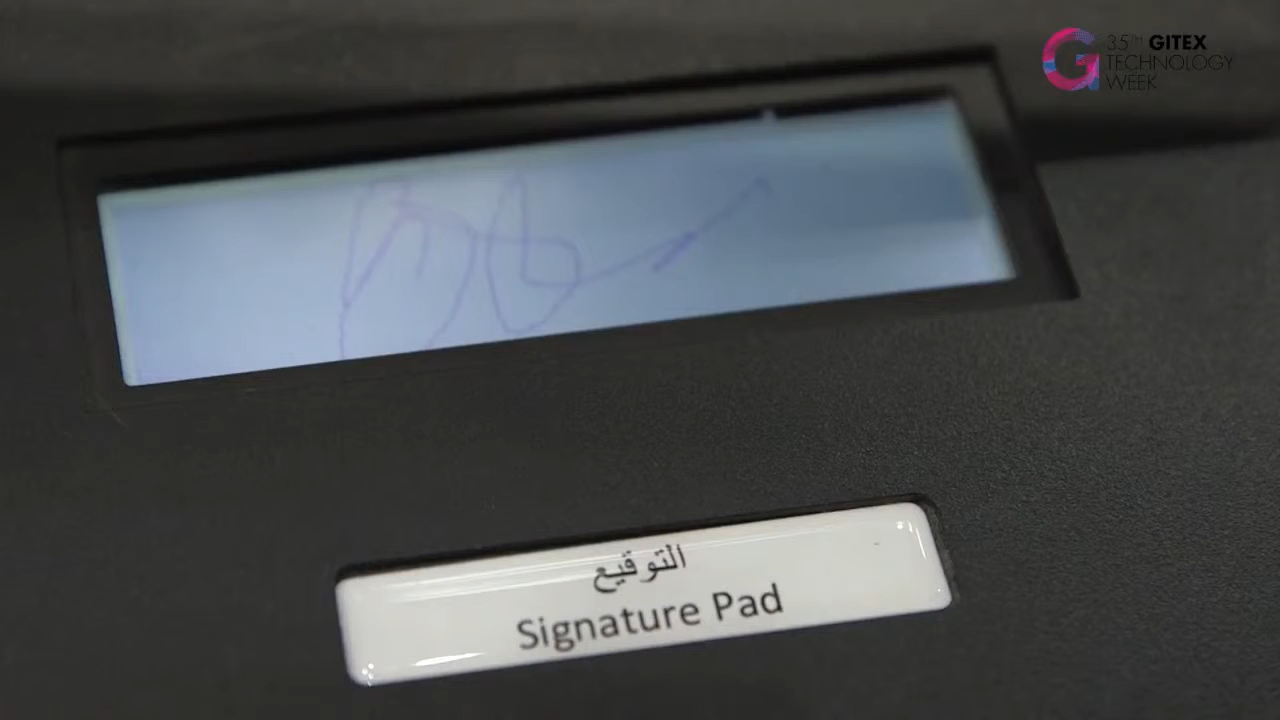 35TH GITEX
TECHNOLOGY
WEEK
التوقيع
Signature Pad